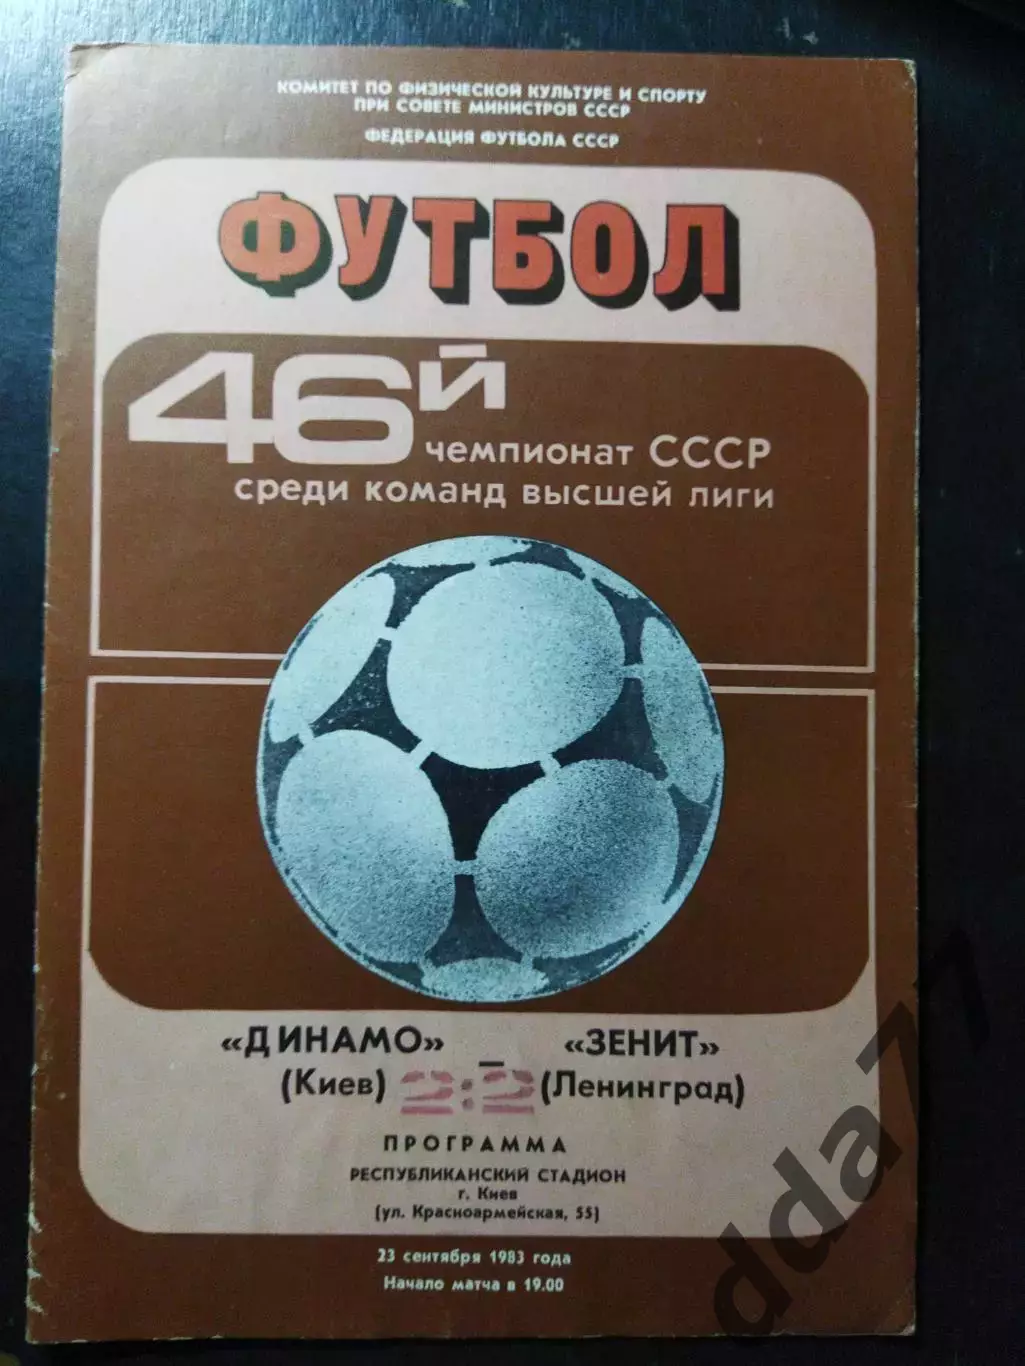 КОМИТЕТ ПО ФИЗИЧЕСКОЙ КУЛЬТУРЕ И СПОРТУ
ПРИ СОВЕТЕ МИНИСТРОВ СССР
ФЕДЕРАЦИЯ ФУТБОЛА СССР
ФУТБОЛ
46й
чемпионат СССР
среди команд высшей лиги
«ДИНАМО» – «ЗЕНИТ»
(Киев) 2:2 (Ленинград)
ПРОГРАММА
РЕСПУБЛИКАНСКИЙ СТАДИОН
г. Киев
(ул. Красноармейская, 55)
23 сентября 1983 года
Начало матча в 19.00
dda77